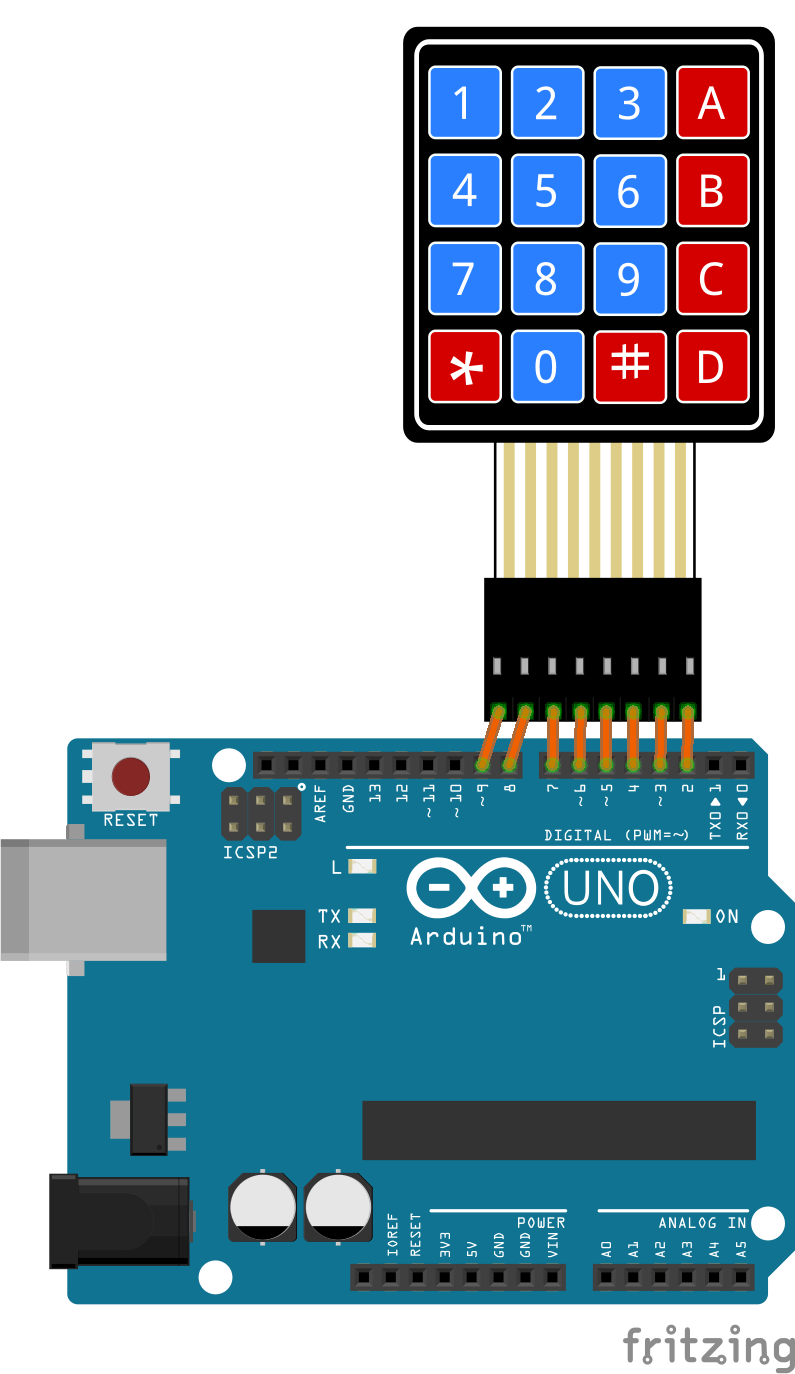 1 2 3 A
4 5 6 B
7 8 9 C
* 0 # D
RESET
AREF
GND
13
12
~11
~10
~9
8
7
~6
~5
4
~3
2
TX0▶1
RX0◀0
ICSP2
DIGITAL (PWM=~)
L
TX
RX
UNO
Arduino™
ON
1
ICSP
IOREF
RESET
3V3
5V
GND
GND
VIN
POWER
ANALOG IN
A0
A1
A2
A3
A4
A5
fritzing